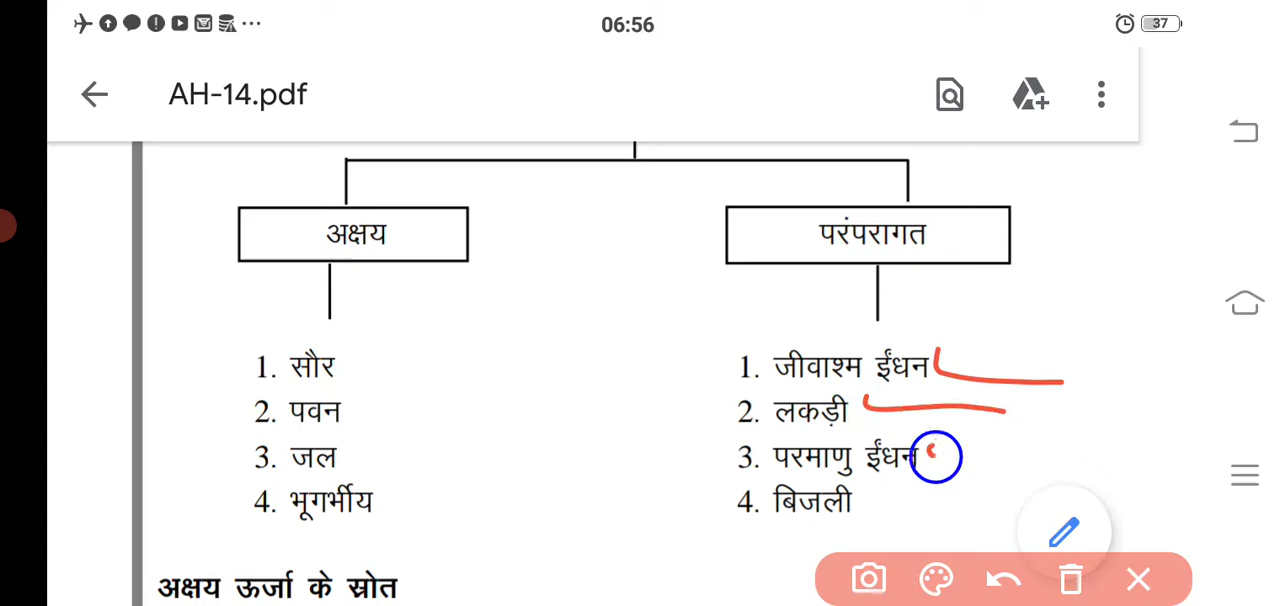 06:56
37
AH-14.pdf
अक्षय
परंपरागत
1. सौर
2. पवन
3. जल
4. भूगर्भीय
1. जीवाश्म ईंधन
2. लकड़ी
3. परमाणु ईंधन
4. बिजली
अक्षय ऊर्जा के स्रोत